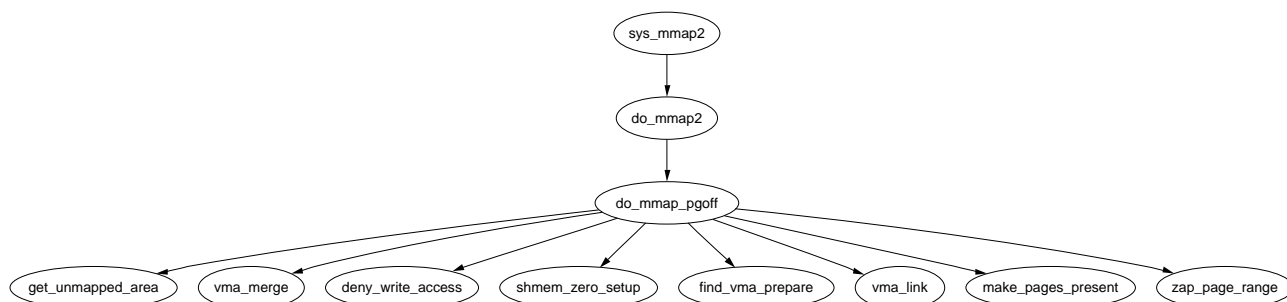 sys_mmap2
do_mmap2
do_mmap_pgoff
get_unmapped_area vma_merge deny_write_access shmem_zero_setup find_vma_prepare vma_link make_pages_present zap_page_range